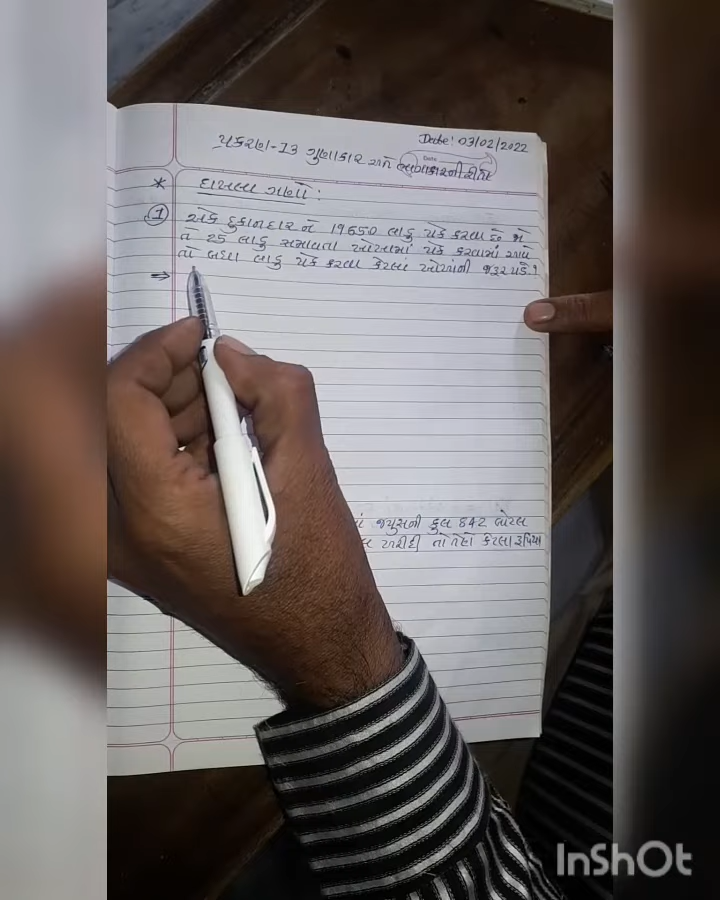 Date: 03/02/2022
પ્રકરણ-13 ગુણાકાર અને ભાગાકારની રીતો
Date
* દાખલા ગણો :
① એક દુકાનદારને 19650 લાડુ પેક કરવા છે જો
તે 25 લાડુ સમાવતા ખોખામાં પેક કરવામાં આવે
તો બધા લાડુ પેક કરવા કેટલા ખોખાંની જરૂર પડે ?
⇒
જ્યુસની કુલ 842 બોટલ
ખરીદી તો તેણે કેટલા રૂપિયા
InShOt